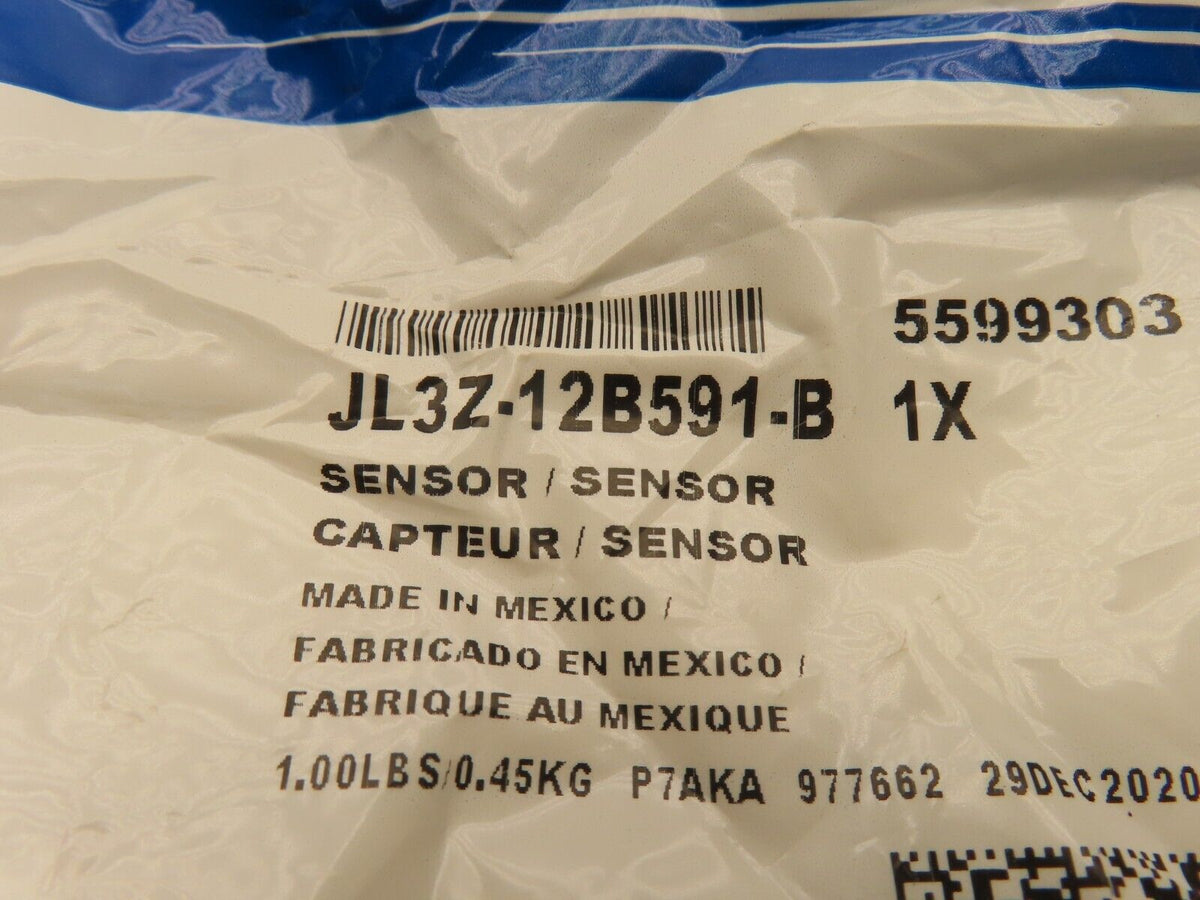 5599303
JL3Z-12B591-B 1X
SENSOR / SENSOR
CAPTEUR / SENSOR
MADE IN MEXICO /
FABRICADO EN MEXICO /
FABRIQUE AU MEXIQUE
1.00LBS/0.45KG P7AKA 977662 29DEC2020